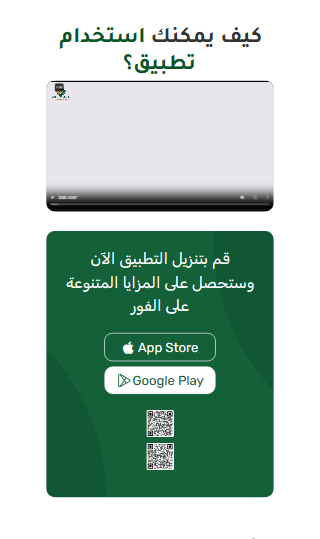 كيف يمكنك استخدام
تطبيق؟
قم بتنزيل التطبيق الآن
وستحصل على المزايا المتنوعة
على الفور
App Store
Google Play